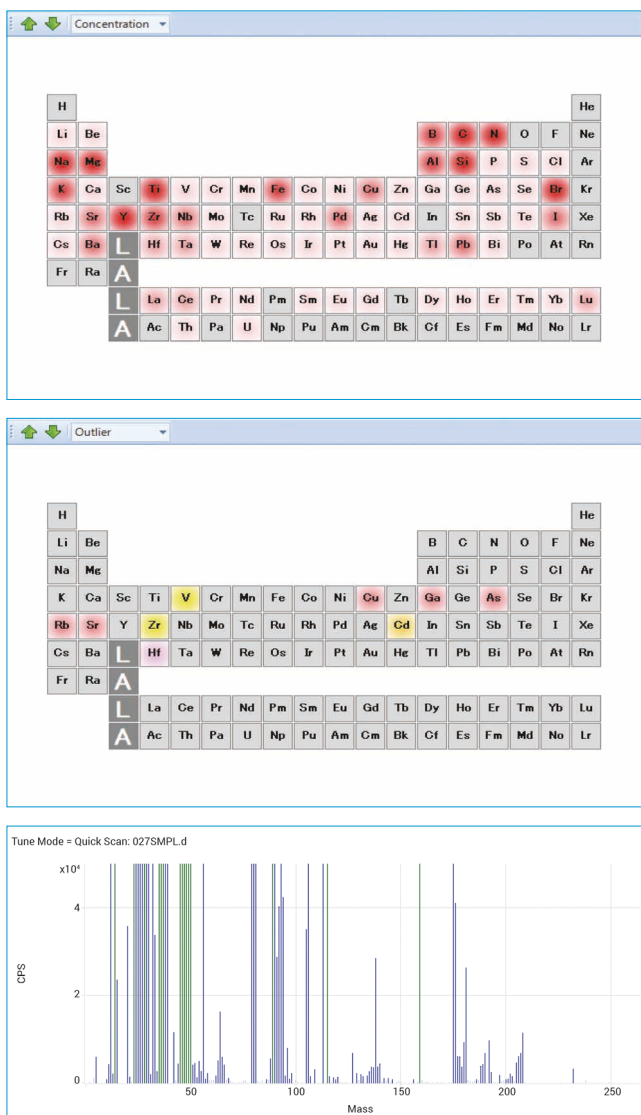 Concentration
H He
Li Be B C N O F Ne
Na Mg Al Si P S Cl Ar
K Ca Sc Ti V Cr Mn Fe Co Ni Cu Zn Ga Ge As Se Br Kr
Rb Sr Y Zr Nb Mo Tc Ru Rh Pd Ag Cd In Sn Sb Te I Xe
Cs Ba L Hf Ta W Re Os Ir Pt Au Hg Tl Pb Bi Po At Rn
Fr Ra A
L La Ce Pr Nd Pm Sm Eu Gd Tb Dy Ho Er Tm Yb Lu
A Ac Th Pa U Np Pu Am Cm Bk Cf Es Fm Md No Lr
Outlier
H He
Li Be B C N O F Ne
Na Mg Al Si P S Cl Ar
K Ca Sc Ti V Cr Mn Fe Co Ni Cu Zn Ga Ge As Se Br Kr
Rb Sr Y Zr Nb Mo Tc Ru Rh Pd Ag Cd In Sn Sb Te I Xe
Cs Ba L Hf Ta W Re Os Ir Pt Au Hg Tl Pb Bi Po At Rn
Fr Ra A
L La Ce Pr Nd Pm Sm Eu Gd Tb Dy Ho Er Tm Yb Lu
A Ac Th Pa U Np Pu Am Cm Bk Cf Es Fm Md No Lr
Tune Mode = Quick Scan: 027SMPL.d
x10⁴
4
CPS
2
0
50 100 150 200 250
Mass